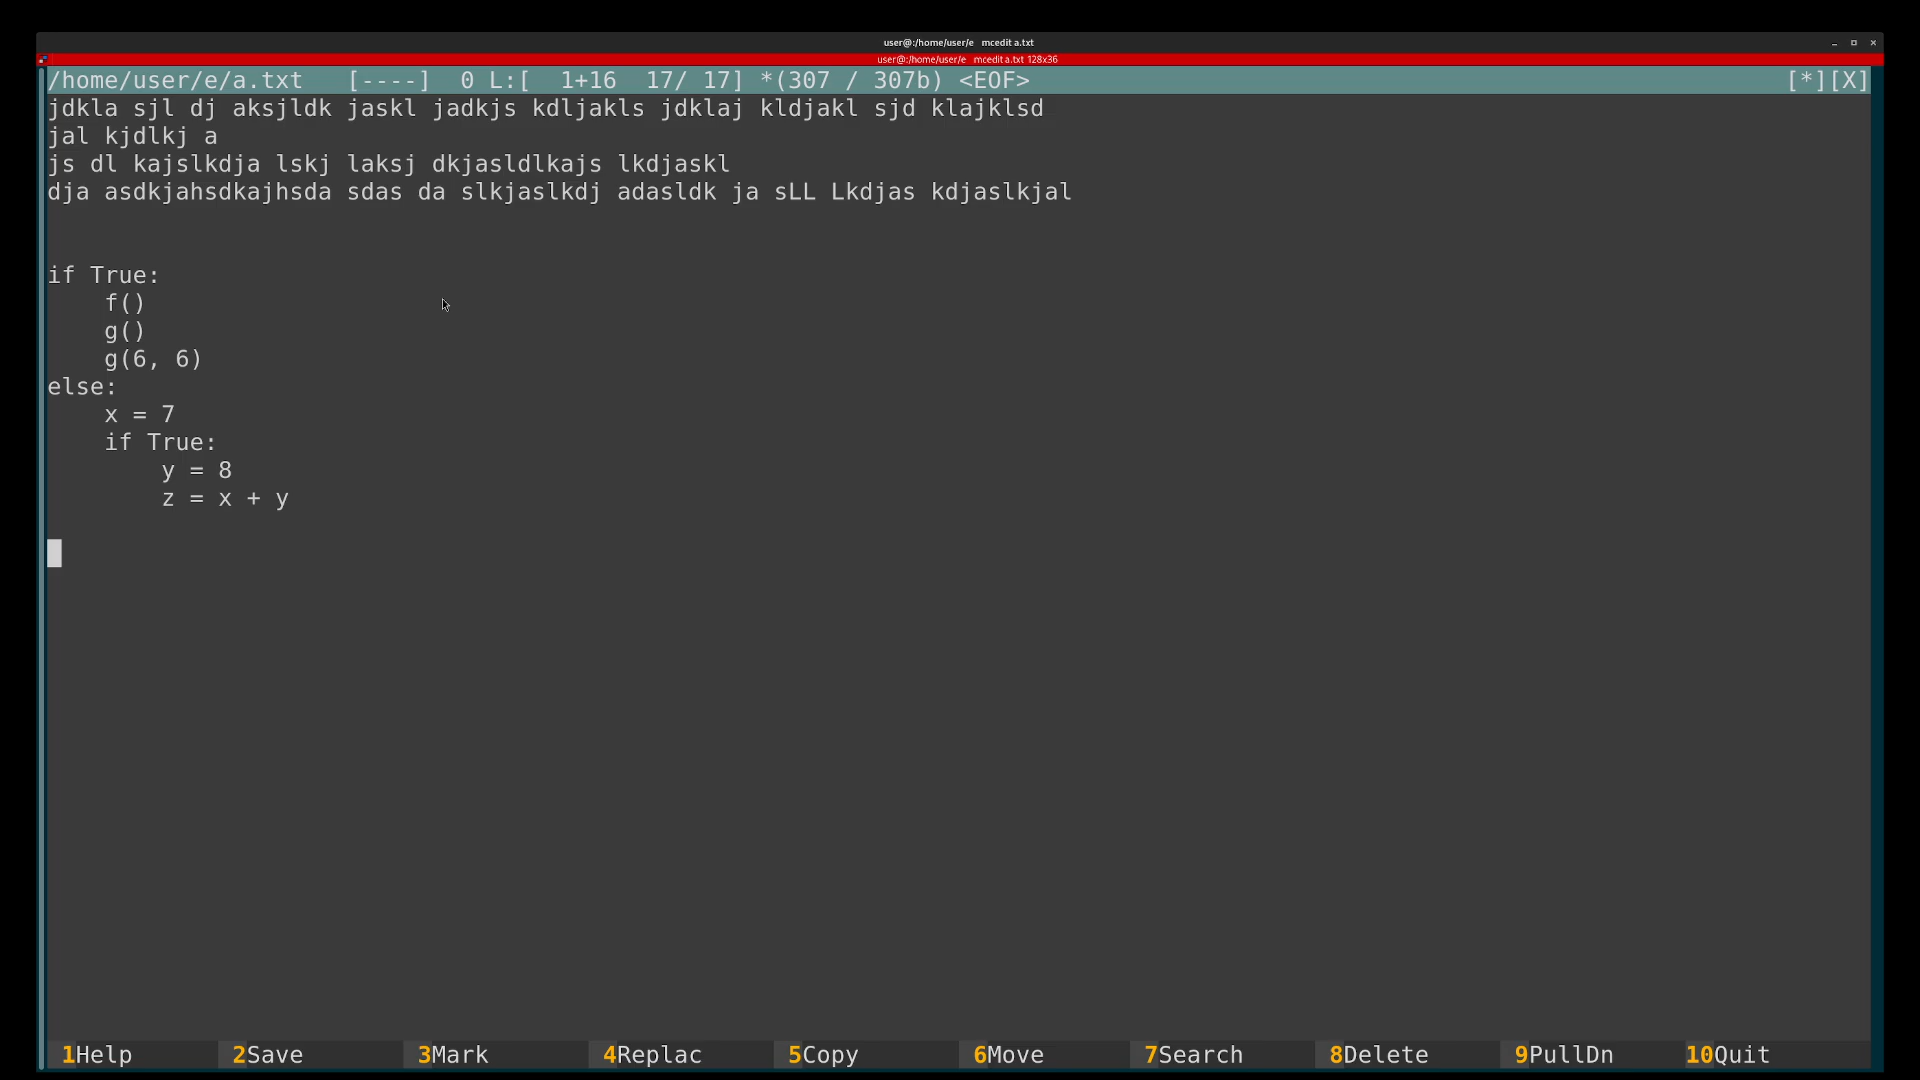 user@:/home/user/e   mcedit a.txt
user@:/home/user/e   mcedit a.txt 128x36
/home/user/e/a.txt   [----]  0 L:[  1+16  17/ 17] *(307 / 307b) <EOF>   [*][X]
jdkla sjl dj aksjldk jaskl jadkjs kdljakls jdklaj kldjakl sjd klajklsd
jal kjdlkj a
js dl kajslkdja lskj laksj dkjasldlkajs lkdjaskl
dja asdkjahsdkajhsda sdas da slkjaslkdj adasldk ja sLL Lkdjas kdjaslkjal
if True:
    f()
    g()
    g(6, 6)
else:
    x = 7
    if True:
        y = 8
        z = x + y
1Help 2Save 3Mark 4Replac 5Copy 6Move 7Search 8Delete 9PullDn 10Quit